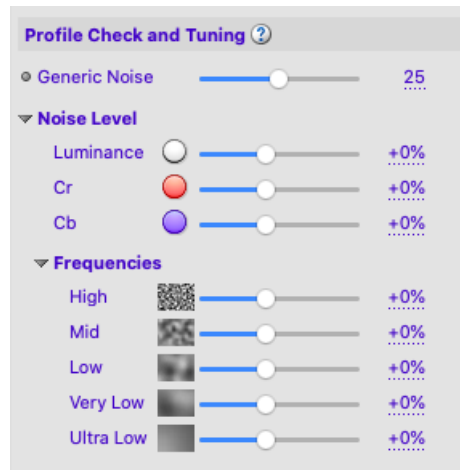 Profile Check and Tuning ?
Generic Noise 25
Noise Level
Luminance +0%
Cr +0%
Cb +0%
Frequencies
High +0%
Mid +0%
Low +0%
Very Low +0%
Ultra Low +0%